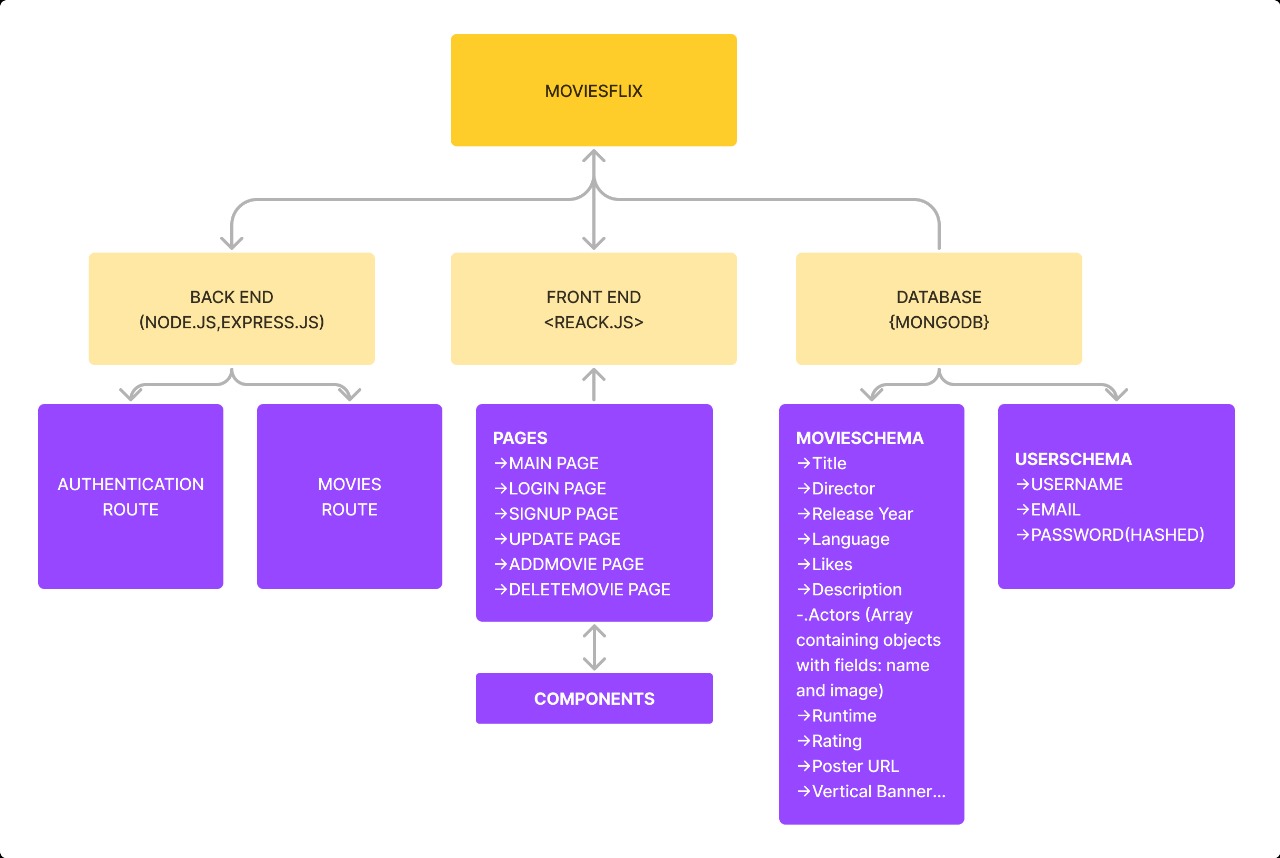 MOVIESFLIX
BACK END
(NODE.JS,EXPRESS.JS)
FRONT END
<REACK.JS>
DATABASE
{MONGODB}
AUTHENTICATION
ROUTE
MOVIES
ROUTE
PAGES
→MAIN PAGE
→LOGIN PAGE
→SIGNUP PAGE
→UPDATE PAGE
→ADDMOVIE PAGE
→DELETEMOVIE PAGE
COMPONENTS
MOVIESCHEMA
→Title
→Director
→Release Year
→Language
→Likes
→Description
-.Actors (Array
containing objects
with fields: name
and image)
→Runtime
→Rating
→Poster URL
→Vertical Banner...
USERSCHEMA
→USERNAME
→EMAIL
→PASSWORD(HASHED)